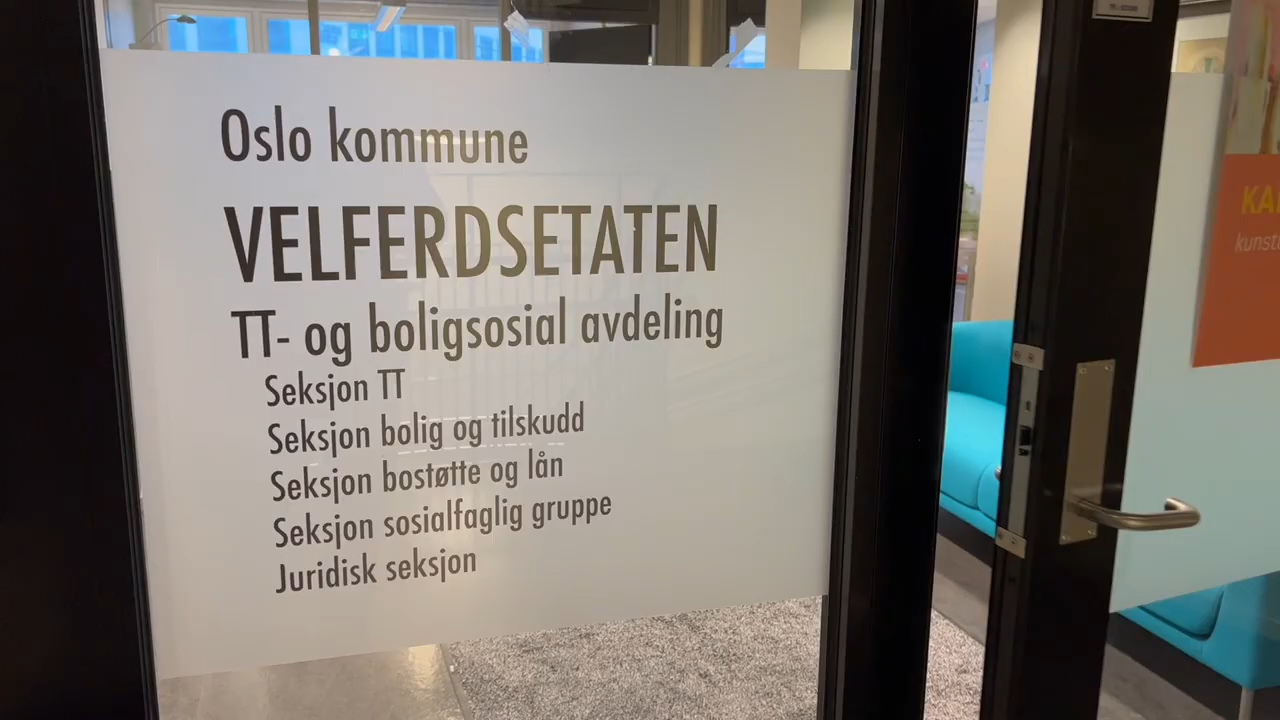 Oslo kommune
VELFERDSETATEN
TT- og boligsosial avdeling
Seksjon TT
Seksjon bolig og tilskudd
Seksjon bostøtte og lån
Seksjon sosialfaglig gruppe
Juridisk seksjon